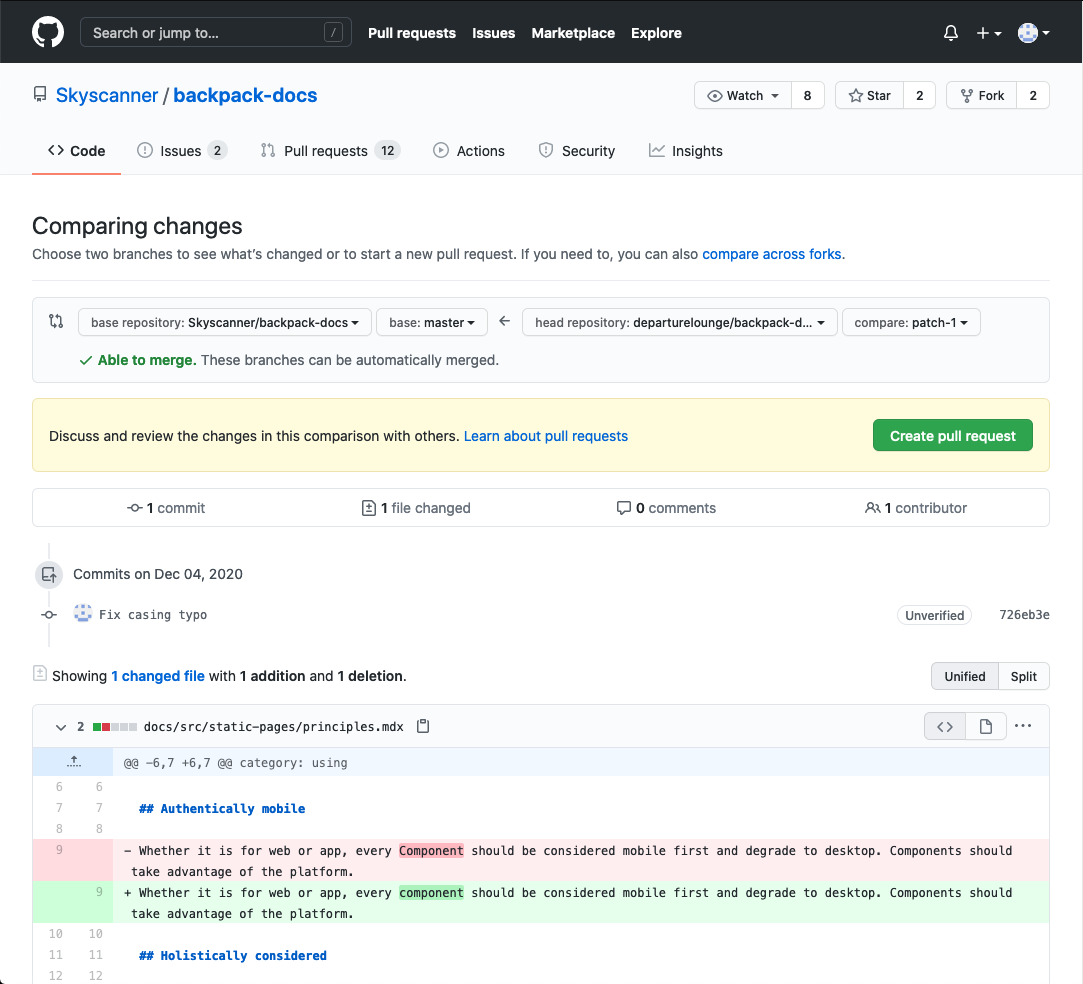 Search or jump to... /
Pull requests Issues Marketplace Explore
Skyscanner / backpack-docs
Watch 8 Star 2 Fork 2
Code Issues 2 Pull requests 12 Actions Security Insights
Comparing changes
Choose two branches to see what’s changed or to start a new pull request. If you need to, you can also compare across forks.
base repository: Skyscanner/backpack-docs base: master ← head repository: departurelounge/backpack-d... compare: patch-1
✓ Able to merge. These branches can be automatically merged.
Discuss and review the changes in this comparison with others. Learn about pull requests
Create pull request
1 commit 1 file changed 0 comments 1 contributor
Commits on Dec 04, 2020
Fix casing typo Unverified 726eb3e
Showing 1 changed file with 1 addition and 1 deletion. Unified Split
2 docs/src/static-pages/principles.mdx <> ...
@@ -6,7 +6,7 @@ category: using
6 6
7 7 ## Authentically mobile
8 8
9 - Whether it is for web or app, every Component should be considered mobile first and degrade to desktop. Components should
take advantage of the platform.
9 + Whether it is for web or app, every component should be considered mobile first and degrade to desktop. Components should
take advantage of the platform.
10 10
11 11 ## Holistically considered
12 12